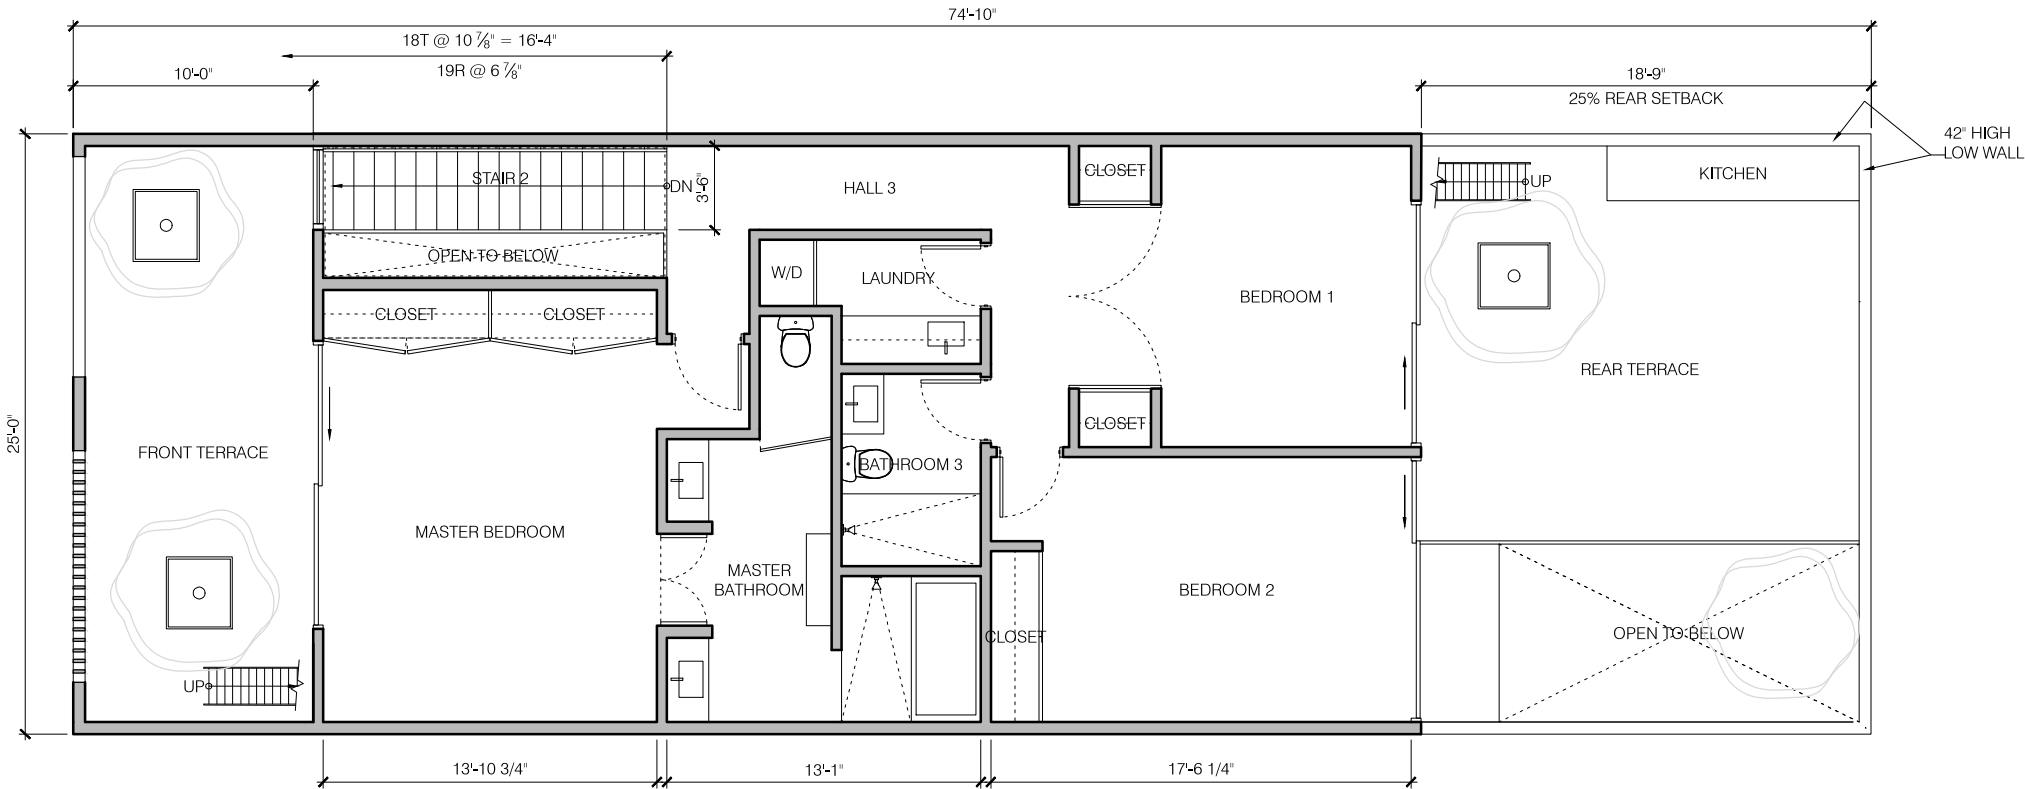 74'-10"
18T @ 10 ⅞" = 16'-4"
19R @ 6 ⅞"
10'-0"
18'-9"
25% REAR SETBACK
42" HIGH
LOW WALL
25'-0"
STAIR 2
DN
3'-6"
HALL 3
CLOSET
UP
KITCHEN
OPEN TO BELOW
W/D
LAUNDRY
BEDROOM 1
CLOSET
CLOSET
REAR TERRACE
CLOSET
FRONT TERRACE
BATHROOM 3
MASTER BEDROOM
MASTER
BATHROOM
BEDROOM 2
CLOSET
OPEN TO BELOW
UP
13'-10 3/4"
13'-1"
17'-6 1/4"